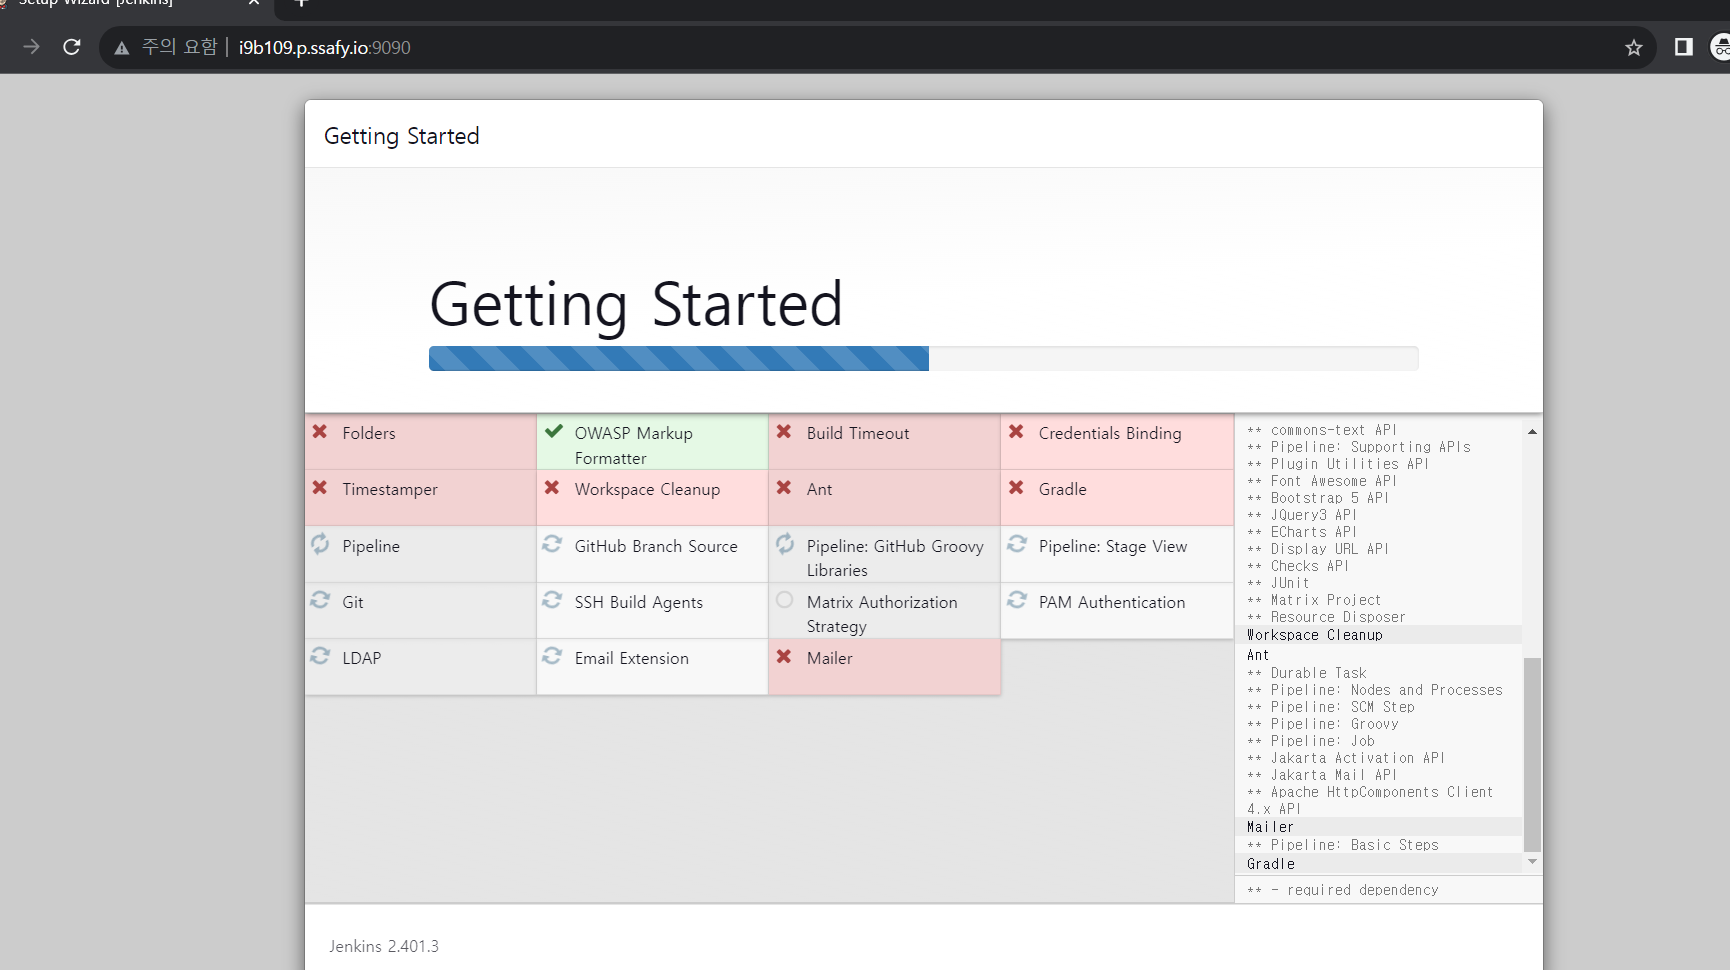 Setup Wizard [Jenkins]
주의 요함 | i9b109.p.ssafy.io:9090
Getting Started
Getting Started
Folders
OWASP Markup
Formatter
Build Timeout
Credentials Binding
Timestamper
Workspace Cleanup
Ant
Gradle
Pipeline
GitHub Branch Source
Pipeline: GitHub Groovy
Libraries
Pipeline: Stage View
Git
SSH Build Agents
Matrix Authorization
Strategy
PAM Authentication
LDAP
Email Extension
Mailer
** commons-text API
** Pipeline: Supporting APIs
** Plugin Utilities API
** Font Awesome API
** Bootstrap 5 API
** JQuery3 API
** ECharts API
** Display URL API
** Checks API
** JUnit
** Matrix Project
** Resource Disposer
Workspace Cleanup
Ant
** Durable Task
** Pipeline: Nodes and Processes
** Pipeline: SCM Step
** Pipeline: Groovy
** Pipeline: Job
** Jakarta Activation API
** Jakarta Mail API
** Apache HttpComponents Client
4.x API
Mailer
** Pipeline: Basic Steps
Gradle
** - required dependency
Jenkins 2.401.3